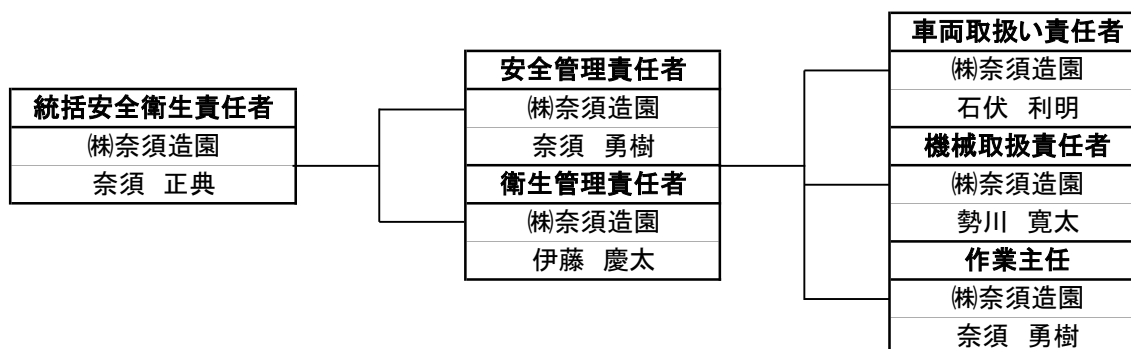 統括安全衛生責任者
㈱奈須造園
奈須 正典
安全管理責任者
㈱奈須造園
奈須 勇樹
衛生管理責任者
㈱奈須造園
伊藤 慶太
車両取扱い責任者
㈱奈須造園
石伏 利明
機械取扱責任者
㈱奈須造園
勢川 寛太
作業主任
㈱奈須造園
奈須 勇樹